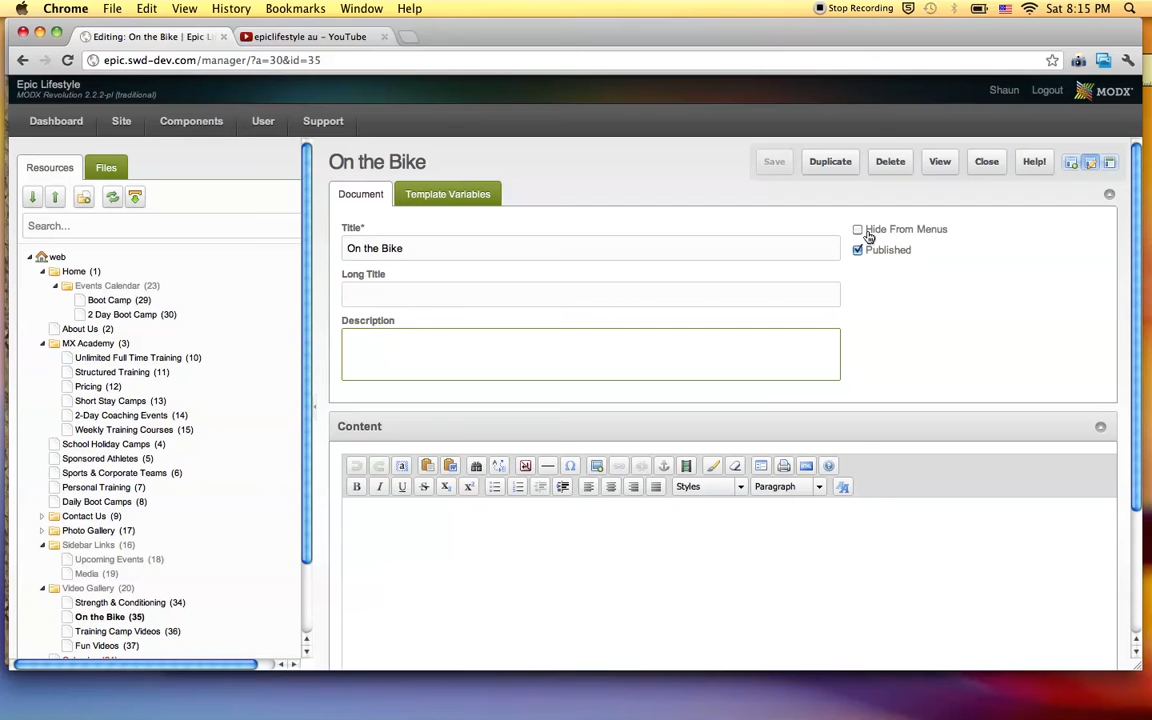 Chrome File Edit View History Bookmarks Window Help Stop Recording Sat 8:15 PM
Editing: On the Bike | Epic Li epiclifestyle au – YouTube
epic.swd-dev.com/manager/?a=30&id=35
Epic Lifestyle
MODX Revolution 2.2.2-pl (traditional)
Shaun Logout MODX
Dashboard Site Components User Support
Resources Files
Search...
web
Home (1)
Events Calendar (23)
Boot Camp (29)
2 Day Boot Camp (30)
About Us (2)
MX Academy (3)
Unlimited Full Time Training (10)
Structured Training (11)
Pricing (12)
Short Stay Camps (13)
2-Day Coaching Events (14)
Weekly Training Courses (15)
School Holiday Camps (4)
Sponsored Athletes (5)
Sports & Corporate Teams (6)
Personal Training (7)
Daily Boot Camps (8)
Contact Us (9)
Photo Gallery (17)
Sidebar Links (16)
Upcoming Events (18)
Media (19)
Video Gallery (20)
Strength & Conditioning (34)
On the Bike (35)
Training Camp Videos (36)
Fun Videos (37)
On the Bike
Save Duplicate Delete View Close Help!
Document Template Variables
Title*
On the Bike
Hide From Menus
Published
Long Title
Description
Content
B I U Styles Paragraph